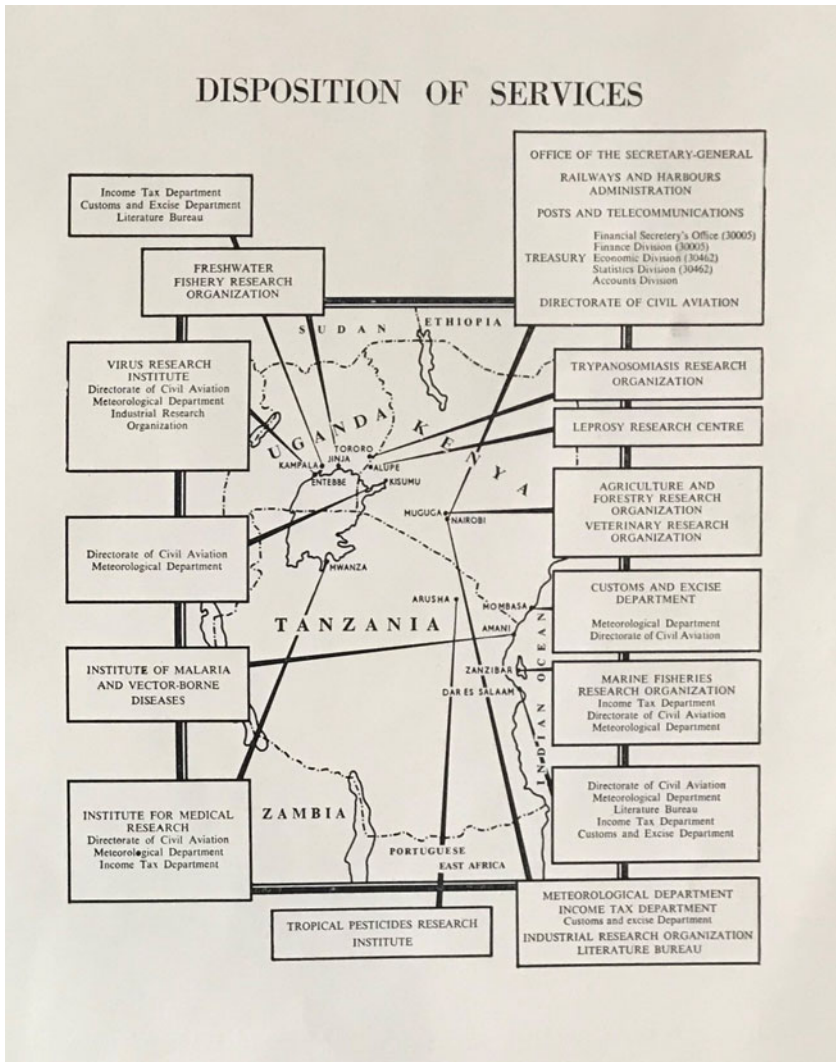 DISPOSITION OF SERVICES
OFFICE OF THE SECRETARY-GENERAL
RAILWAYS AND HARBOURS
ADMINISTRATION
POSTS AND TELECOMMUNICATIONS
Financial Secretery's Office (30005)
Finance Division (30005)
TREASURY Economic Division (30462)
Statistics Division (30462)
Accounts Division
DIRECTORATE OF CIVIL AVIATION
Income Tax Department
Customs and Excise Department
Literature Bureau
FRESHWATER
FISHERY RESEARCH
ORGANIZATION
VIRUS RESEARCH
INSTITUTE
Directorate of Civil Aviation
Meteorological Department
Industrial Research
Organization
Directorate of Civil Aviation
Meteorological Department
INSTITUTE OF MALARIA
AND VECTOR-BORNE
DISEASES
INSTITUTE FOR MEDICAL
RESEARCH
Directorate of Civil Aviation
Meteorological Department
Income Tax Department
SUDAN
ETHIOPIA
UGANDA
KENYA
TORORO
JINJA
KAMPALA
ALUPE
ENTEBBE
KISUMU
MUGUGA
NAIROBI
MWANZA
ARUSHA
MOMBASA
TANZANIA
AMANI
ZANZIBAR
DAR ES SALAAM
INDIAN OCEAN
ZAMBIA
PORTUGUESE
EAST AFRICA
TRYPANOSOMIASIS RESEARCH
ORGANIZATION
LEPROSY RESEARCH CENTRE
AGRICULTURE AND
FORESTRY RESEARCH
ORGANIZATION
VETERINARY RESEARCH
ORGANIZATION
CUSTOMS AND EXCISE
DEPARTMENT
Meteorological Department
Directorate of Civil Aviation
MARINE FISHERIES
RESEARCH ORGANIZATION
Income Tax Department
Directorate of Civil Aviation
Meteorological Department
Directorate of Civil Aviation
Meteorological Department
Literature Bureau
Income Tax Department
Customs and Excise Department
METEOROLOGICAL DEPARTMENT
INCOME TAX DEPARTMENT
Customs and excise Department
INDUSTRIAL RESEARCH ORGANIZATION
LITERATURE BUREAU
TROPICAL PESTICIDES RESEARCH
INSTITUTE